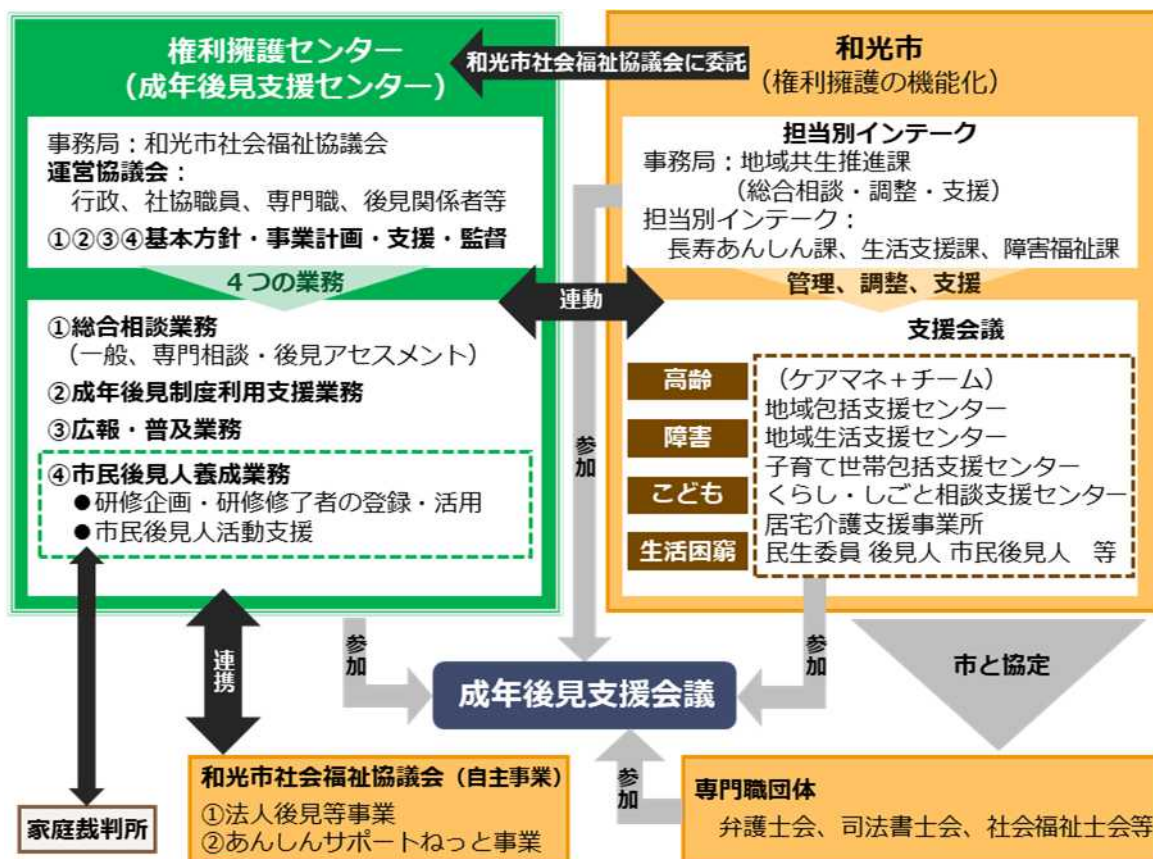 権利擁護センター
（成年後見支援センター）
事務局：和光市社会福祉協議会
運営協議会：
行政、社協職員、専門職、後見関係者等
①②③④基本方針・事業計画・支援・監督
４つの業務
①総合相談業務
（一般、専門相談・後見アセスメント）
②成年後見制度利用支援業務
③広報・普及業務
④市民後見人養成業務
●研修企画・研修修了者の登録・活用
●市民後見人活動支援
和光市社会福祉協議会に委託
和光市
（権利擁護の機能化）
担当別インテーク
事務局：地域共生推進課
（総合相談・調整・支援）
担当別インテーク：
長寿あんしん課、生活支援課、障害福祉課
管理、調整、支援
連動
支援会議
高齢
障害
こども
生活困窮
（ケアマネ＋チーム）
地域包括支援センター
地域生活支援センター
子育て世帯包括支援センター
くらし・しごと相談支援センター
居宅介護支援事業所
民生委員 後見人 市民後見人　等
参加
連携
参加
成年後見支援会議
参加
市と協定
家庭裁判所
和光市社会福祉協議会（自主事業）
①法人後見等事業
②あんしんサポートねっと事業
参加
専門職団体
弁護士会、司法書士会、社会福祉士会等